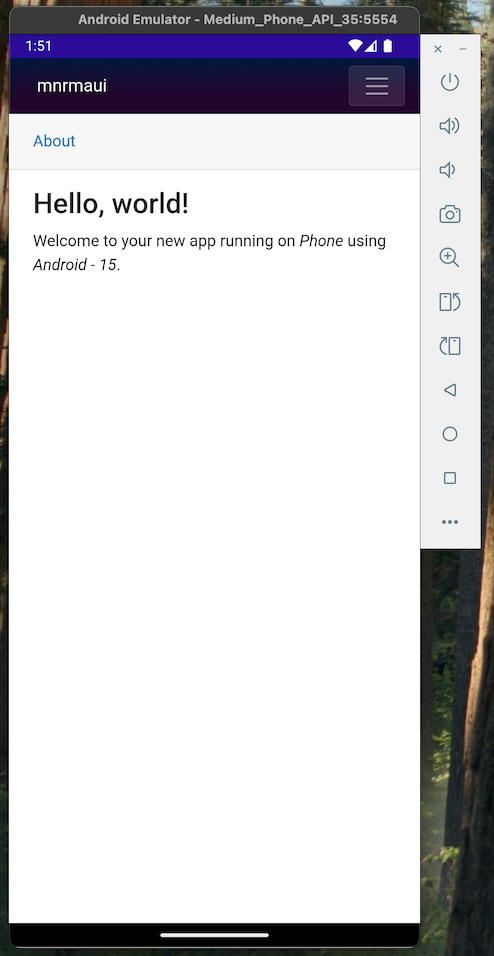 Android Emulator - Medium_Phone_API_35:5554
1:51
mnrmaui
About
Hello, world!
Welcome to your new app running on Phone using
Android - 15.